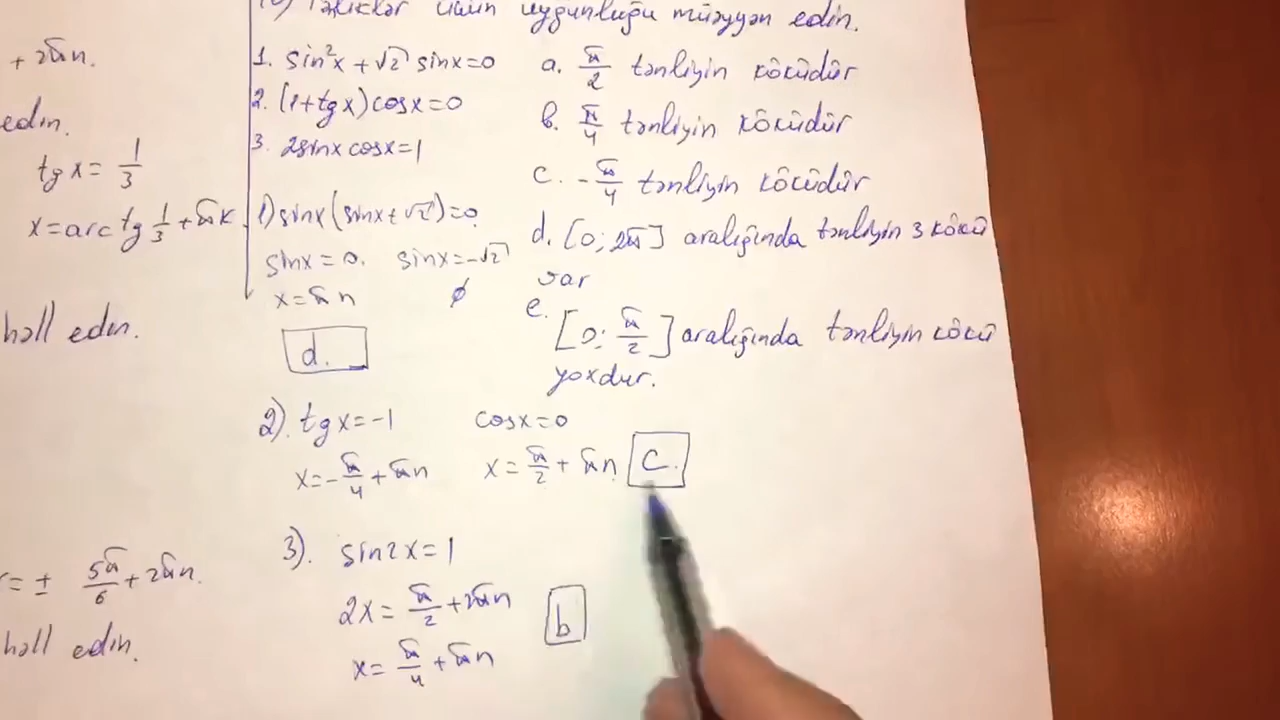 + 2πn.
edin.
tg x = 1/3
x = arctg 1/3 + πk.
həll edin.
= ± 5π/6 + 2πn.
həll edin.
üçün uyğunluğu müəyyən edin.
1. sin²x + √2 sinx = 0
2. (1 + tg x) cosx = 0
3. 2sinx cosx = 1
1) sinx (sinx + √2) = 0
sinx = 0. sinx = -√2
x = πn ∅
d.
a. π/2 tənliyin köküdür
b. π/4 tənliyin köküdür
c. -π/4 tənliyin köküdür
d. [0; 2π] aralığında tənliyin 3 kökü
var
e. [0; π/2] aralığında tənliyin kökü
yoxdur.
2). tg x = -1 cosx = 0
x = -π/4 + πn x = π/2 + πn c.
3). sin2x = 1
2x = π/2 + 2πn b
x = π/4 + πn